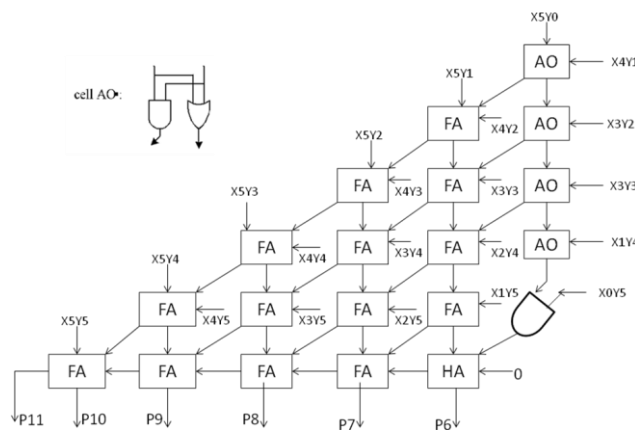 X5Y0
AO
X4Y1
cell AO•:
X5Y1
FA
X4Y2
AO
X3Y2
X5Y2
FA
X4Y3
FA
X3Y3
AO
X3Y3
X5Y3
FA
X4Y4
FA
X3Y4
FA
X2Y4
AO
X1Y4
X5Y4
FA
X4Y5
FA
X3Y5
FA
X2Y5
FA
X1Y5
X0Y5
X5Y5
FA
FA
FA
FA
HA
0
P11
P10
P9
P8
P7
P6